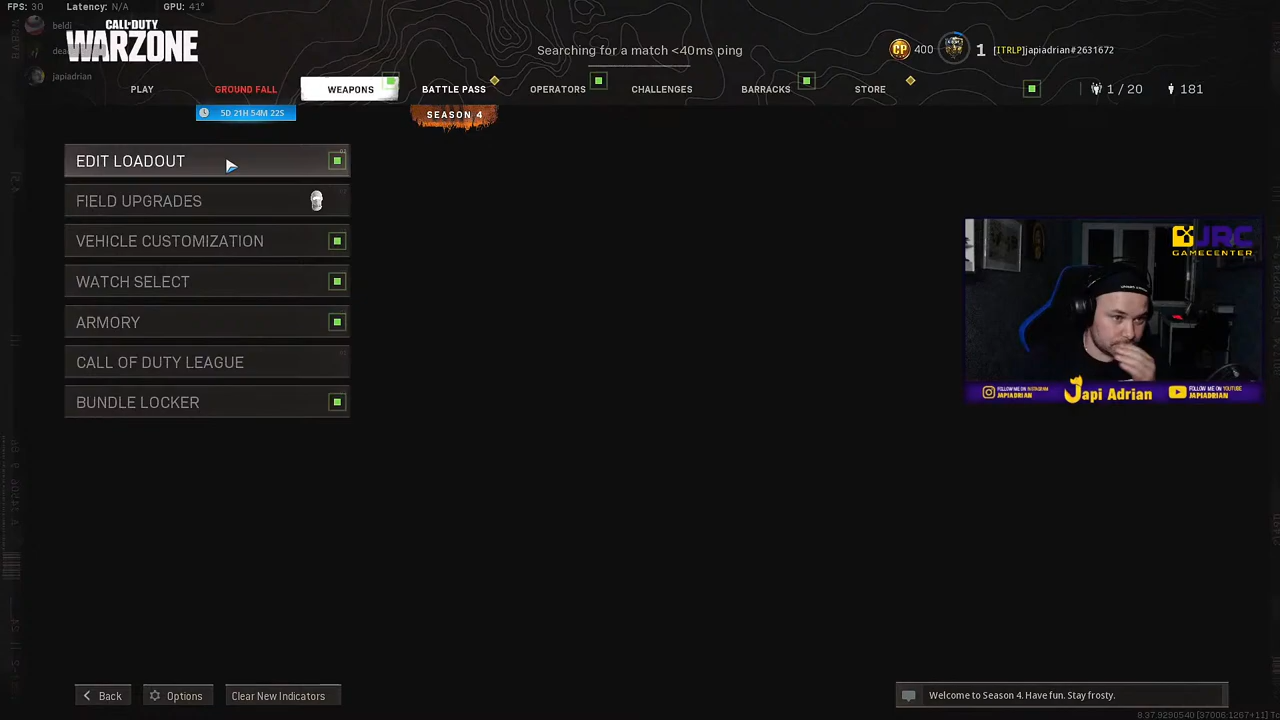 FPS: 30 Latency: N/A GPU: 41°
beldi
japiadrian
CALL OF DUTY
WARZONE
Searching for a match <40ms ping
400
1
[ITRLP]japiadrian#2631672
PLAY
GROUND FALL
WEAPONS
BATTLE PASS
OPERATORS
CHALLENGES
BARRACKS
STORE
1 / 20
181
5D 21H 54M 22S
SEASON 4
EDIT LOADOUT
FIELD UPGRADES
VEHICLE CUSTOMIZATION
WATCH SELECT
ARMORY
CALL OF DUTY LEAGUE
BUNDLE LOCKER
JRC
GAMECENTER
FOLLOW ME ON INSTAGRAM
JAPIADRIAN
Japi Adrian
FOLLOW ME ON YOUTUBE
JAPIADRIAN
Back
Options
Clear New Indicators
Welcome to Season 4. Have fun. Stay frosty.